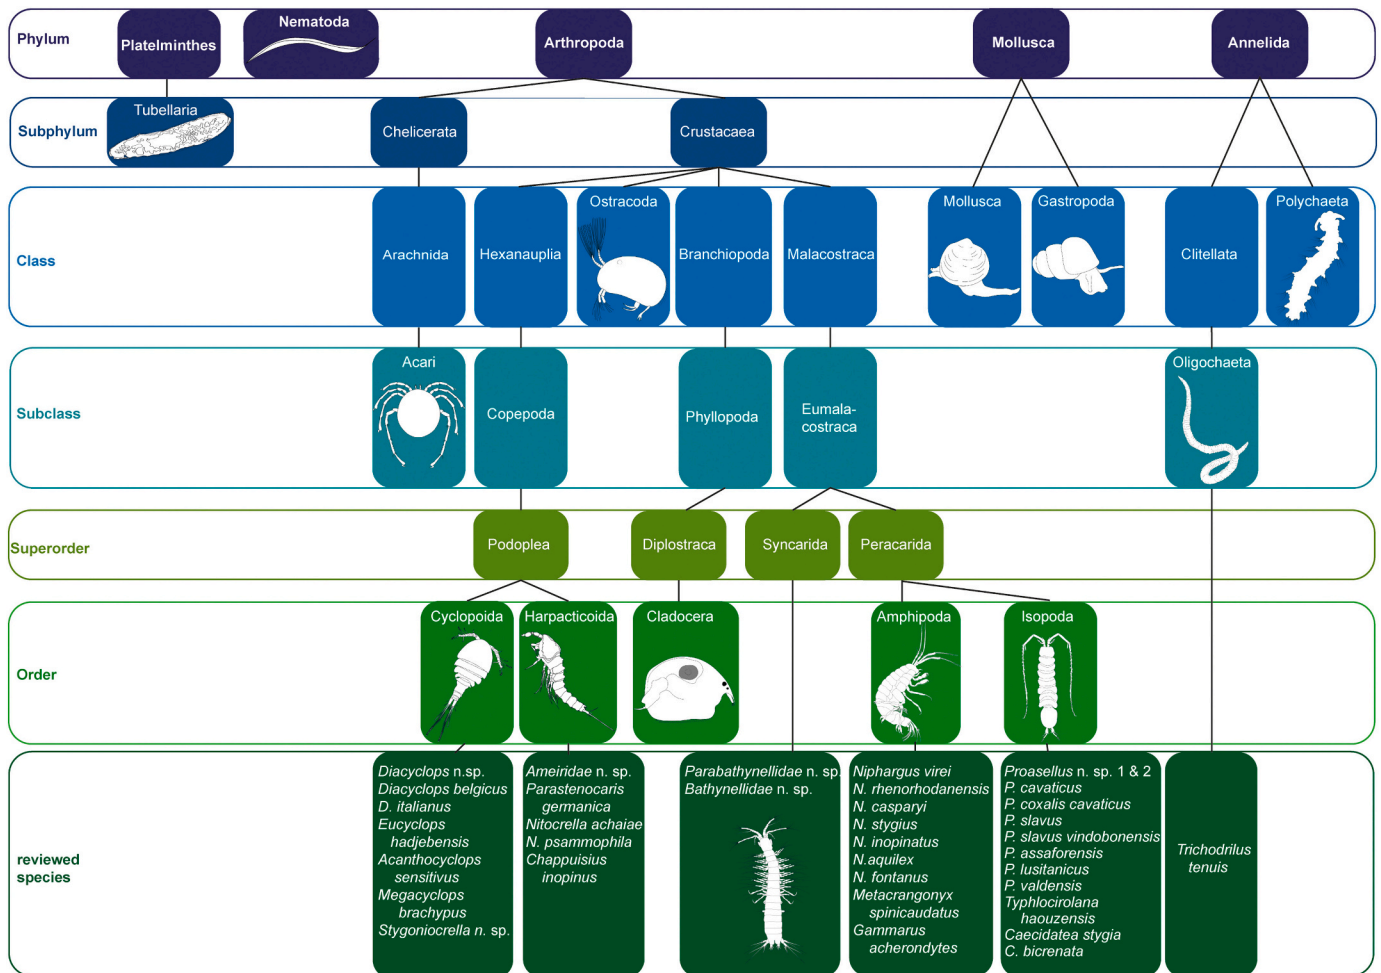 Phylum
Platelminthes
Nematoda
Arthropoda
Mollusca
Annelida
Subphylum
Tubellaria
Chelicerata
Crustacaea
Class
Arachnida
Hexanauplia
Ostracoda
Branchiopoda
Malacostraca
Mollusca
Gastropoda
Clitellata
Polychaeta
Subclass
Acari
Copepoda
Phyllopoda
Eumala-
costraca
Oligochaeta
Superorder
Podoplea
Diplostraca
Syncarida
Peracarida
Order
Cyclopoida
Harpacticoida
Cladocera
Amphipoda
Isopoda
reviewed
species
Diacyclops n.sp.
Diacyclops belgicus
D. italianus
Eucyclops
hadjebensis
Acanthocyclops
sensitivus
Megacyclops
brachypus
Stygoniocrella n. sp.
Ameiridae n. sp.
Parastenocaris
germanica
Nitocrella achaiae
N. psammophila
Chappuisius
inopinus
Parabathynellidae n. sp.
Bathynellidae n. sp.
Niphargus virei
N. rhenorhodanensis
N. casparyi
N. stygius
N. inopinatus
N.aquilex
N. fontanus
Metacrangonyx
spinicaudatus
Gammarus
acherondytes
Proasellus n. sp. 1 & 2
P. cavaticus
P. coxalis cavaticus
P. slavus
P. slavus vindobonensis
P. assaforensis
P. lusitanicus
P. valdensis
Typhlocirolana
haouzensis
Caecidatea stygia
C. bicrenata
Trichodrilus
tenuis